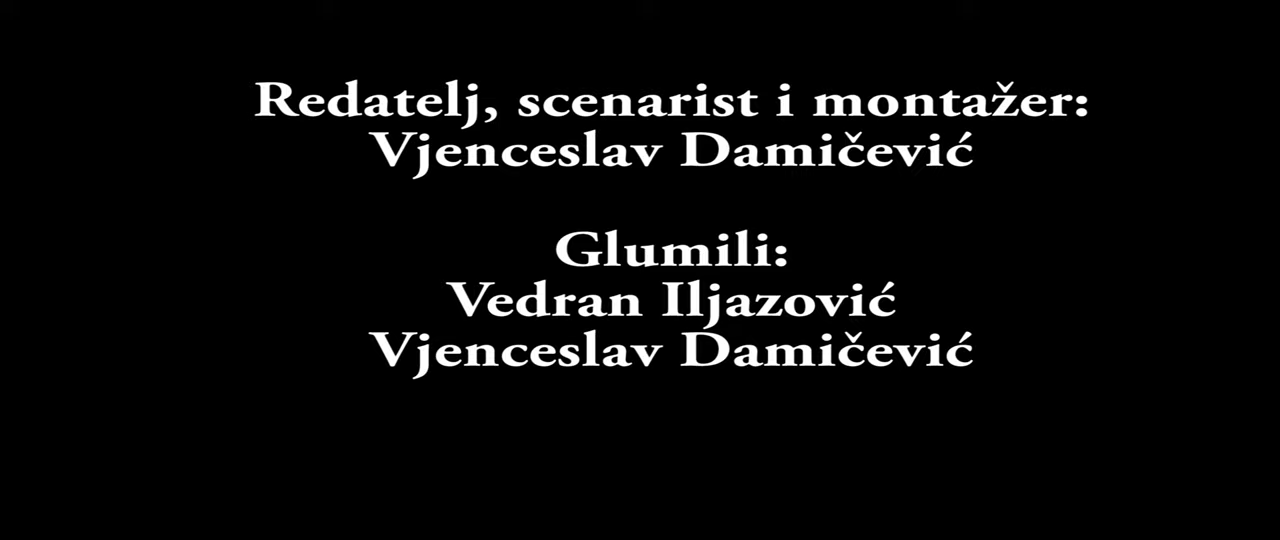 Redatelj, scenarist i montažer:
Vjenceslav Damičević
Glumili:
Vedran Iljazović
Vjenceslav Damičević